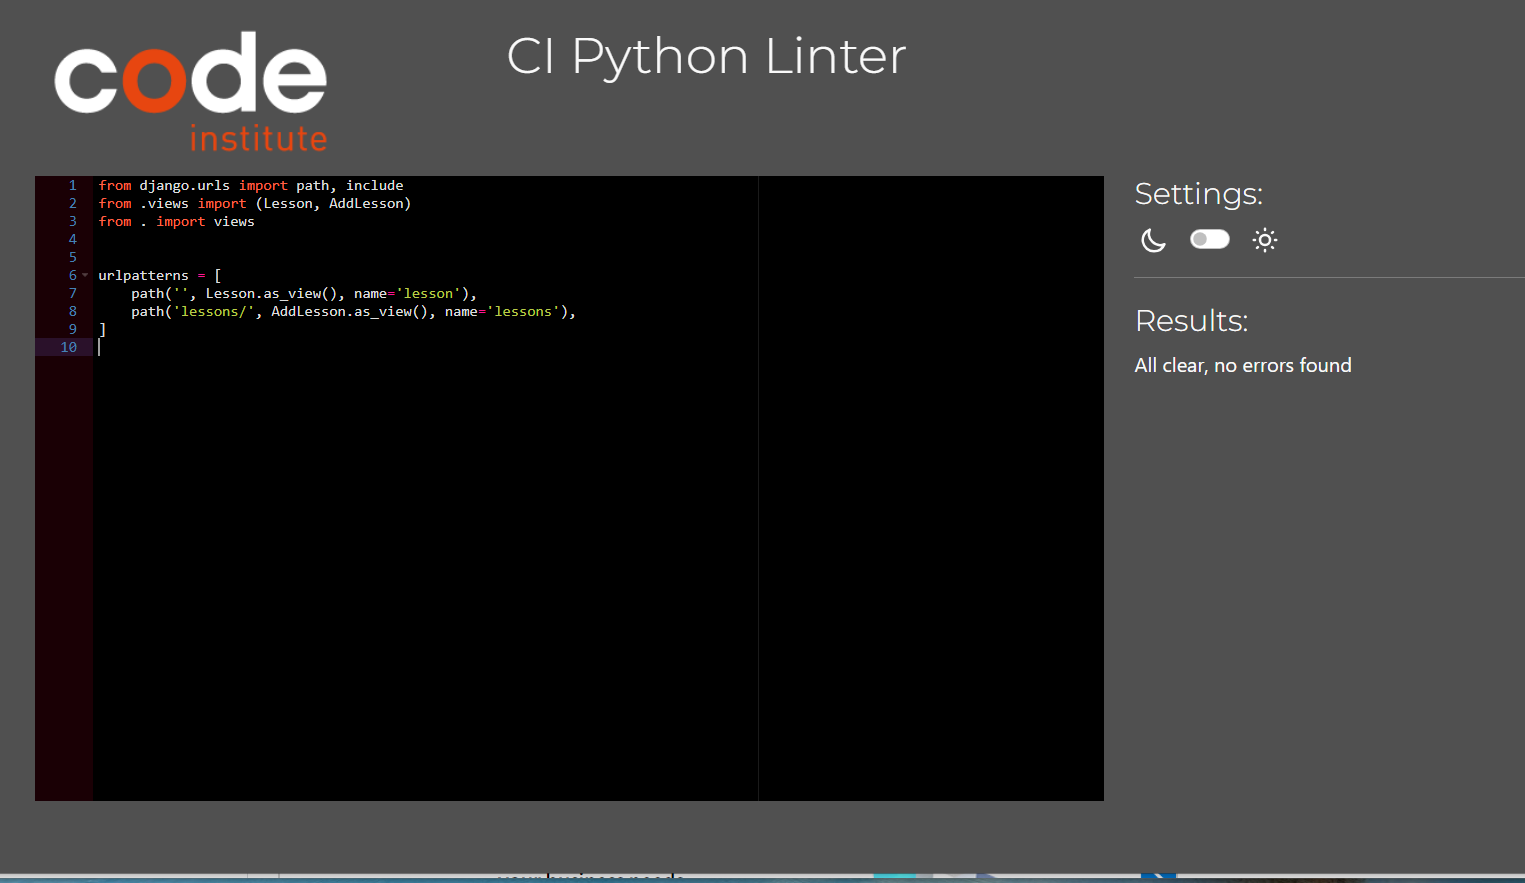 code
institute
CI Python Linter
1 from django.urls import path, include
2 from .views import (Lesson, AddLesson)
3 from . import views
4
5
6 urlpatterns = [
7     path('', Lesson.as_view(), name='lesson'),
8     path('lessons/', AddLesson.as_view(), name='lessons'),
9 ]
10
Settings:
Results:
All clear, no errors found